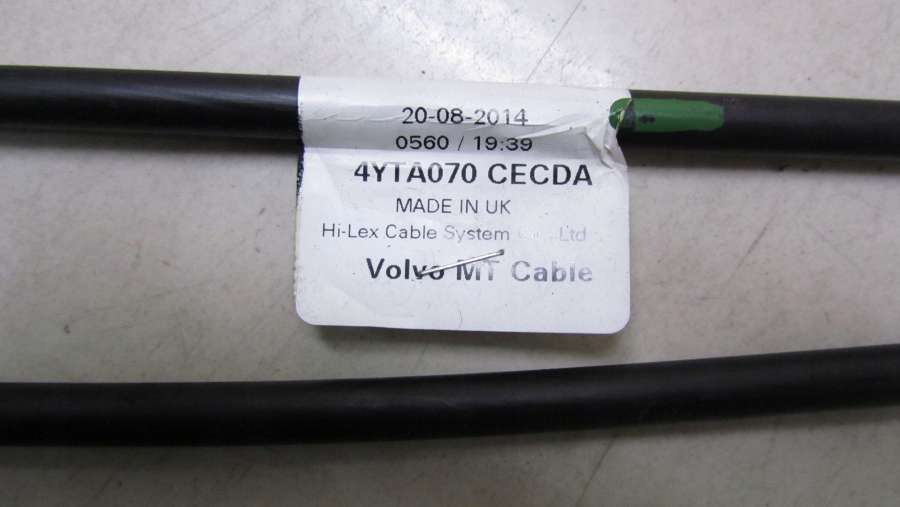 20-08-2014
0560 / 19:39
4YTA070 CECDA
MADE IN UK
Hi-Lex Cable System Ltd
Volvo MT Cable